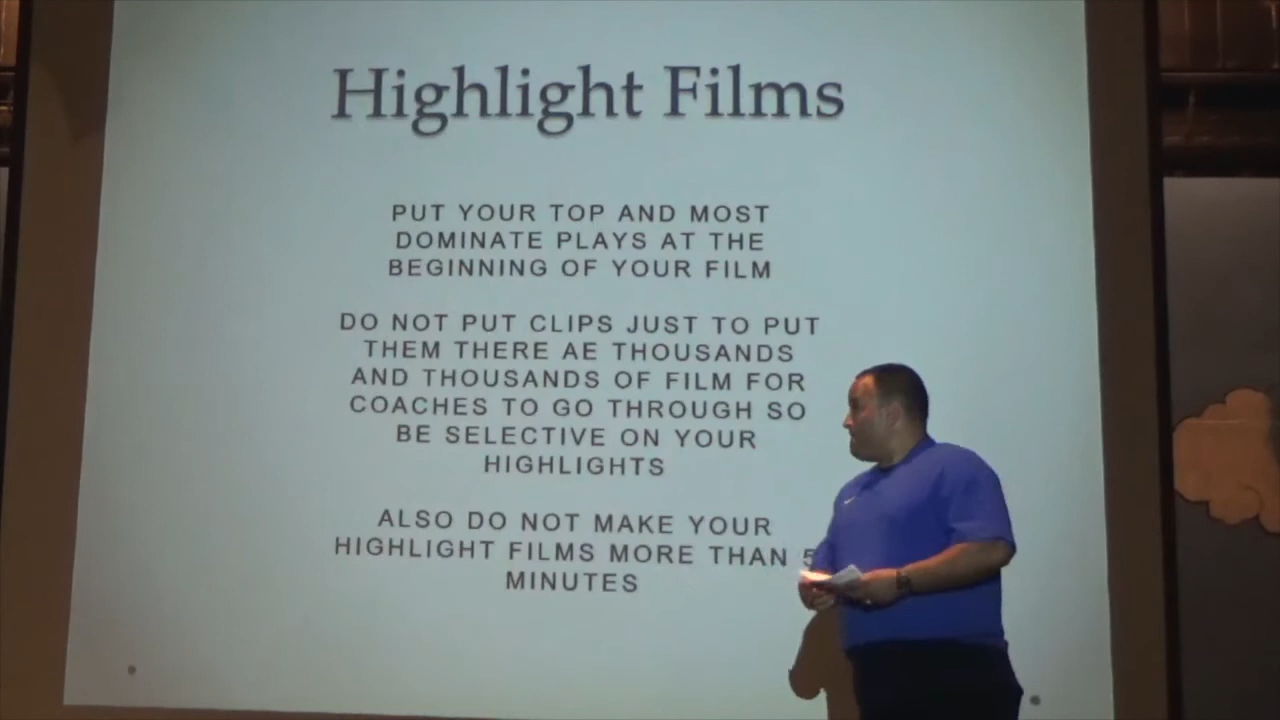 Highlight Films
PUT YOUR TOP AND MOST
DOMINATE PLAYS AT THE
BEGINNING OF YOUR FILM
DO NOT PUT CLIPS JUST TO PUT
THEM THERE AE THOUSANDS
AND THOUSANDS OF FILM FOR
COACHES TO GO THROUGH SO
BE SELECTIVE ON YOUR
HIGHLIGHTS
ALSO DO NOT MAKE YOUR
HIGHLIGHT FILMS MORE THAN 5
MINUTES